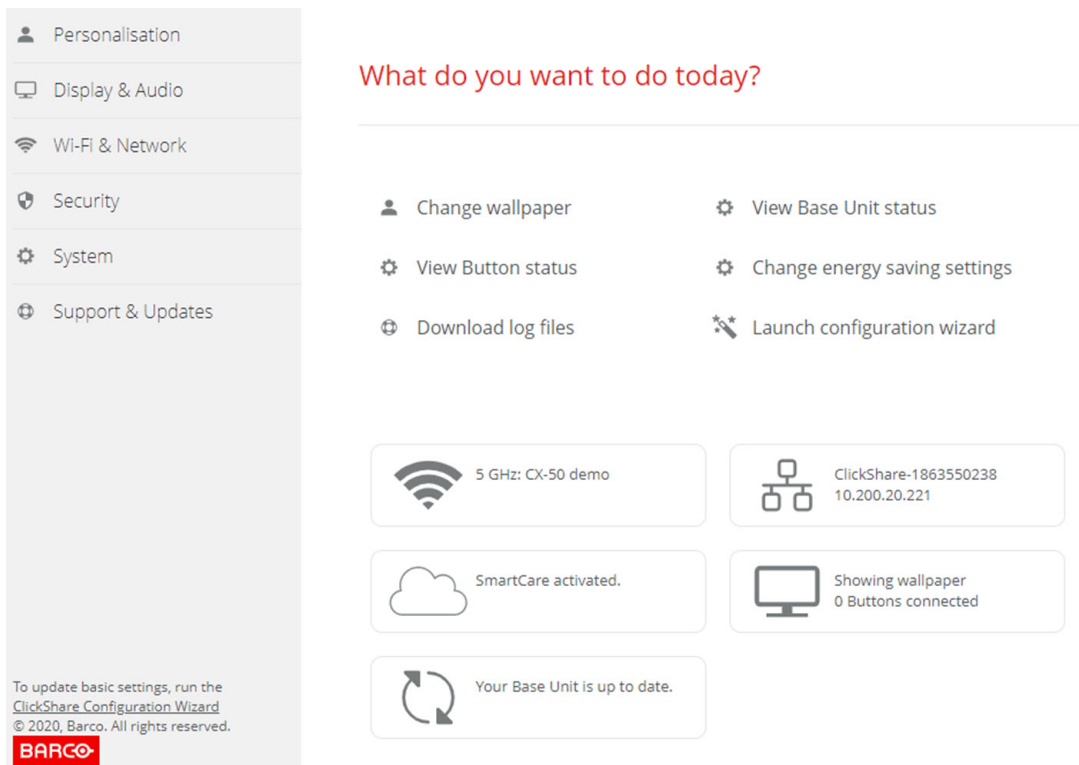 Personalisation
Display & Audio
Wi-Fi & Network
Security
System
Support & Updates
To update basic settings, run the
ClickShare Configuration Wizard
© 2020, Barco. All rights reserved.
BARCO
What do you want to do today?
Change wallpaper
View Base Unit status
View Button status
Change energy saving settings
Download log files
Launch configuration wizard
5 GHz: CX-50 demo
ClickShare-1863550238
10.200.20.221
SmartCare activated.
Showing wallpaper
0 Buttons connected
Your Base Unit is up to date.